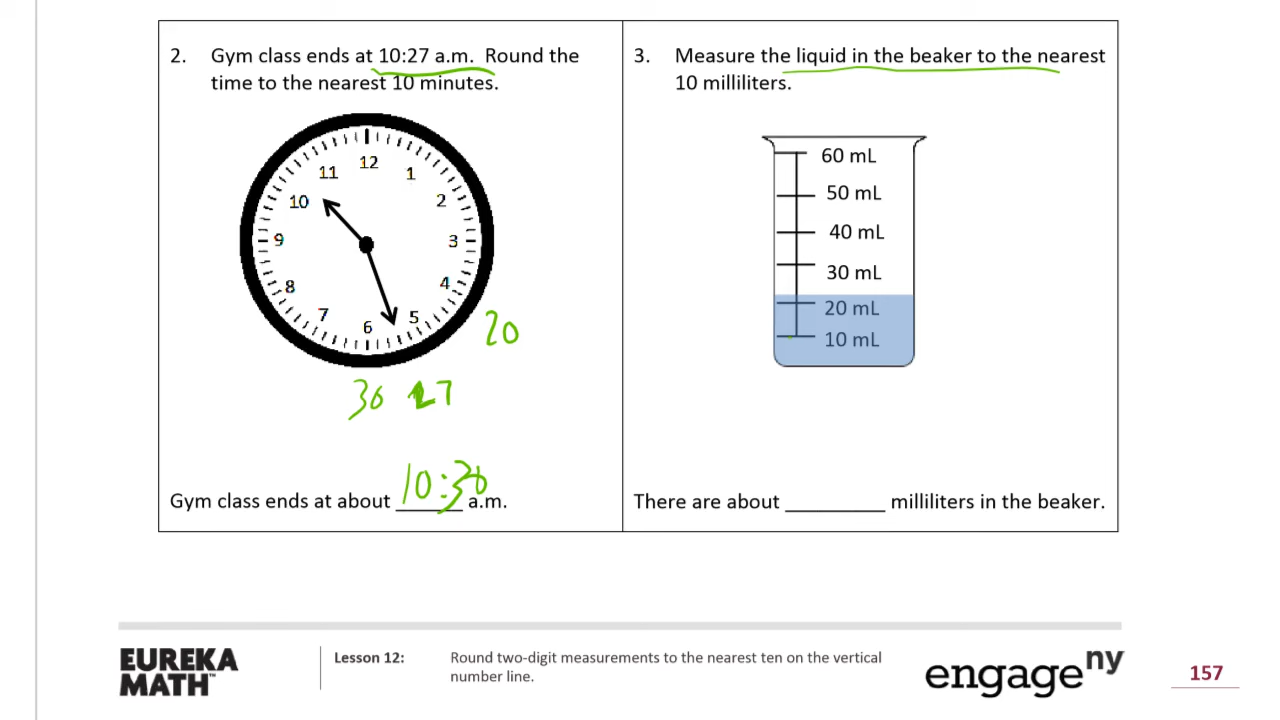 2. Gym class ends at 10:27 a.m. Round the
time to the nearest 10 minutes.
12
11
1
10
2
9
3
8
4
7
5
6
20
30 27
10:30
Gym class ends at about ______ a.m.
3. Measure the liquid in the beaker to the nearest
10 milliliters.
60 mL
50 mL
40 mL
30 mL
20 mL
10 mL
There are about _________ milliliters in the beaker.
EUREKA
MATH™
Lesson 12: Round two-digit measurements to the nearest ten on the vertical
number line.
engage ny
157